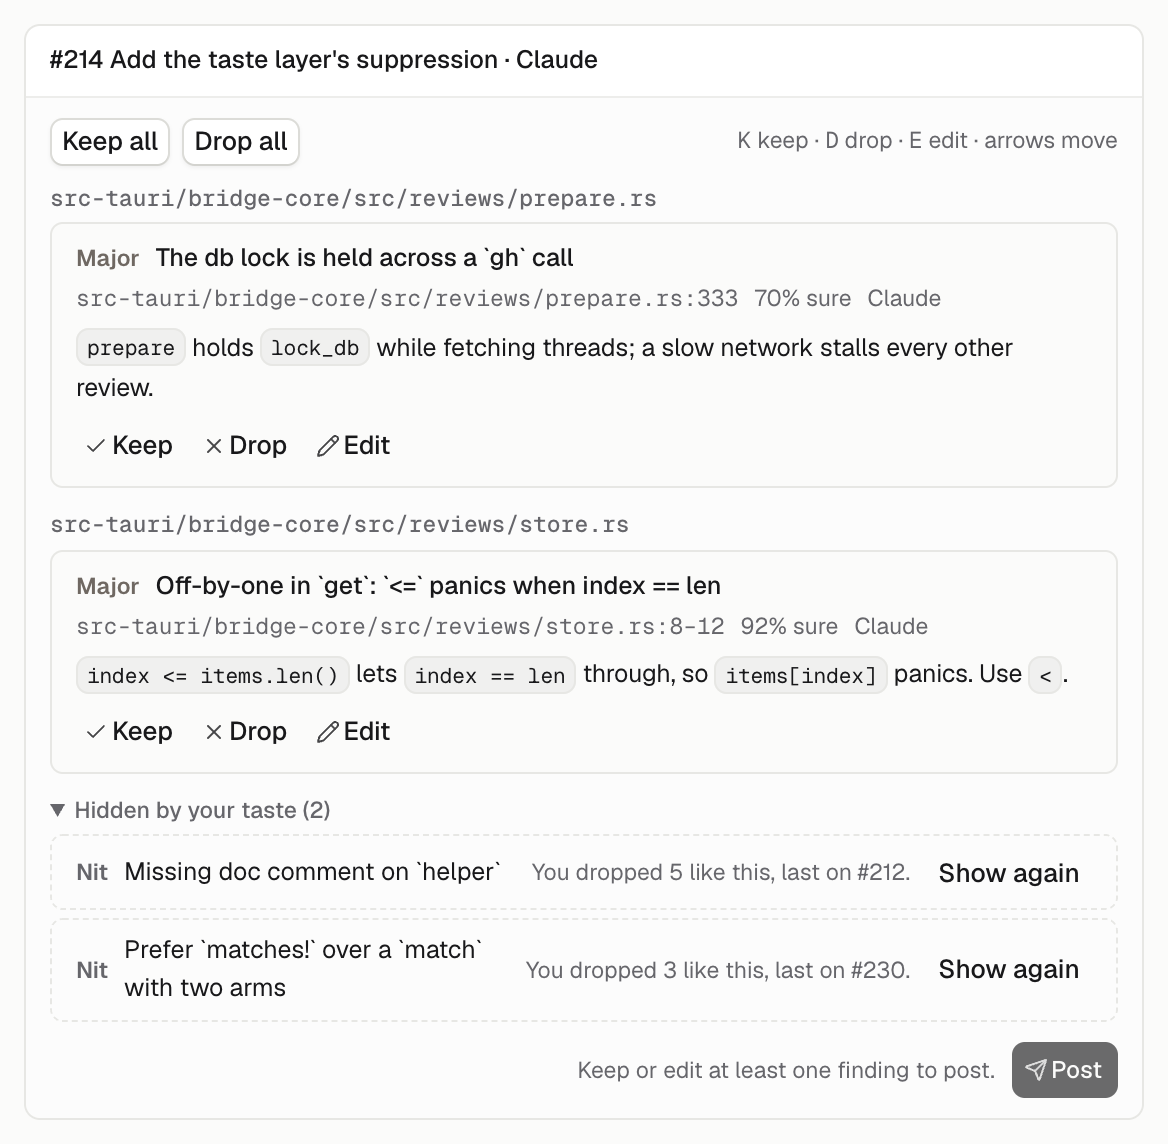 #214 Add the taste layer's suppression · Claude
Keep all
Drop all
K keep · D drop · E edit · arrows move
src-tauri/bridge-core/src/reviews/prepare.rs
Major The db lock is held across a `gh` call
src-tauri/bridge-core/src/reviews/prepare.rs:333 70% sure Claude
prepare holds lock_db while fetching threads; a slow network stalls every other
review.
Keep Drop Edit
src-tauri/bridge-core/src/reviews/store.rs
Major Off-by-one in `get`: `<=` panics when index == len
src-tauri/bridge-core/src/reviews/store.rs:8–12 92% sure Claude
index <= items.len() lets index == len through, so items[index] panics. Use < .
Keep Drop Edit
Hidden by your taste (2)
Nit Missing doc comment on `helper` You dropped 5 like this, last on #212. Show again
Nit Prefer `matches!` over a `match`
with two arms
You dropped 3 like this, last on #230. Show again
Keep or edit at least one finding to post. Post